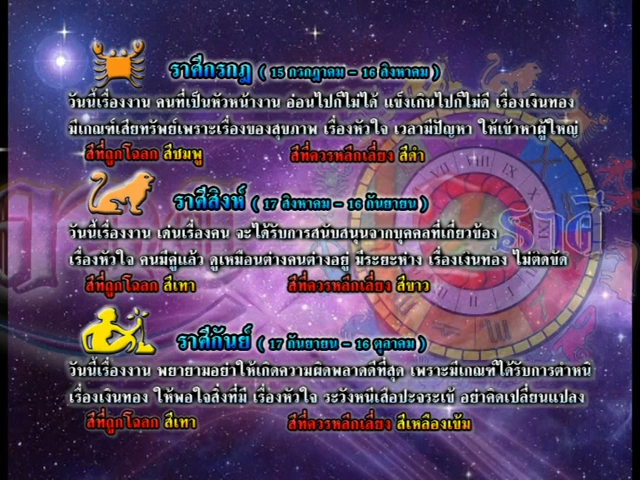 ราศีกรกฎ ( 15 กรกฎาคม - 16 สิงหาคม )
วันนี้เรื่องงาน คนที่เป็นหัวหน้างาน อ่อนไปก็ไม่ได้ แข็งเกินไปก็ไม่ดี เรื่องเงินทอง
มีเกณฑ์เสียทรัพย์เพราะเรื่องของสุขภาพ เรื่องหัวใจ เวลามีปัญหา ให้เข้าหาผู้ใหญ่
สีที่ถูกโฉลก สีชมพู สีที่ควรหลีกเลี่ยง สีดำ
ราศีสิงห์ ( 17 สิงหาคม - 16 กันยายน )
วันนี้เรื่องงาน เด่นเรื่องคน จะได้รับการสนับสนุนจากบุคคลที่เกี่ยวข้อง
เรื่องหัวใจ คนมีคู่แล้ว ดูเหมือนต่างคนต่างอยู่ มีระยะห่าง เรื่องเงินทอง ไม่ติดขัด
สีที่ถูกโฉลก สีเทา สีที่ควรหลีกเลี่ยง สีขาว
ราศีกันย์ ( 17 กันยายน - 16 ตุลาคม )
วันนี้เรื่องงาน พยายามอย่าให้เกิดความผิดพลาดดีที่สุด เพราะมีเกณฑ์ได้รับการตำหนิ
เรื่องเงินทอง ให้พอใจสิ่งที่มี เรื่องหัวใจ ระวังหนีเสือปะจระเข้ อย่าคิดเปลี่ยนแปลง
สีที่ถูกโฉลก สีเทา สีที่ควรหลีกเลี่ยง สีเหลืองเข้ม